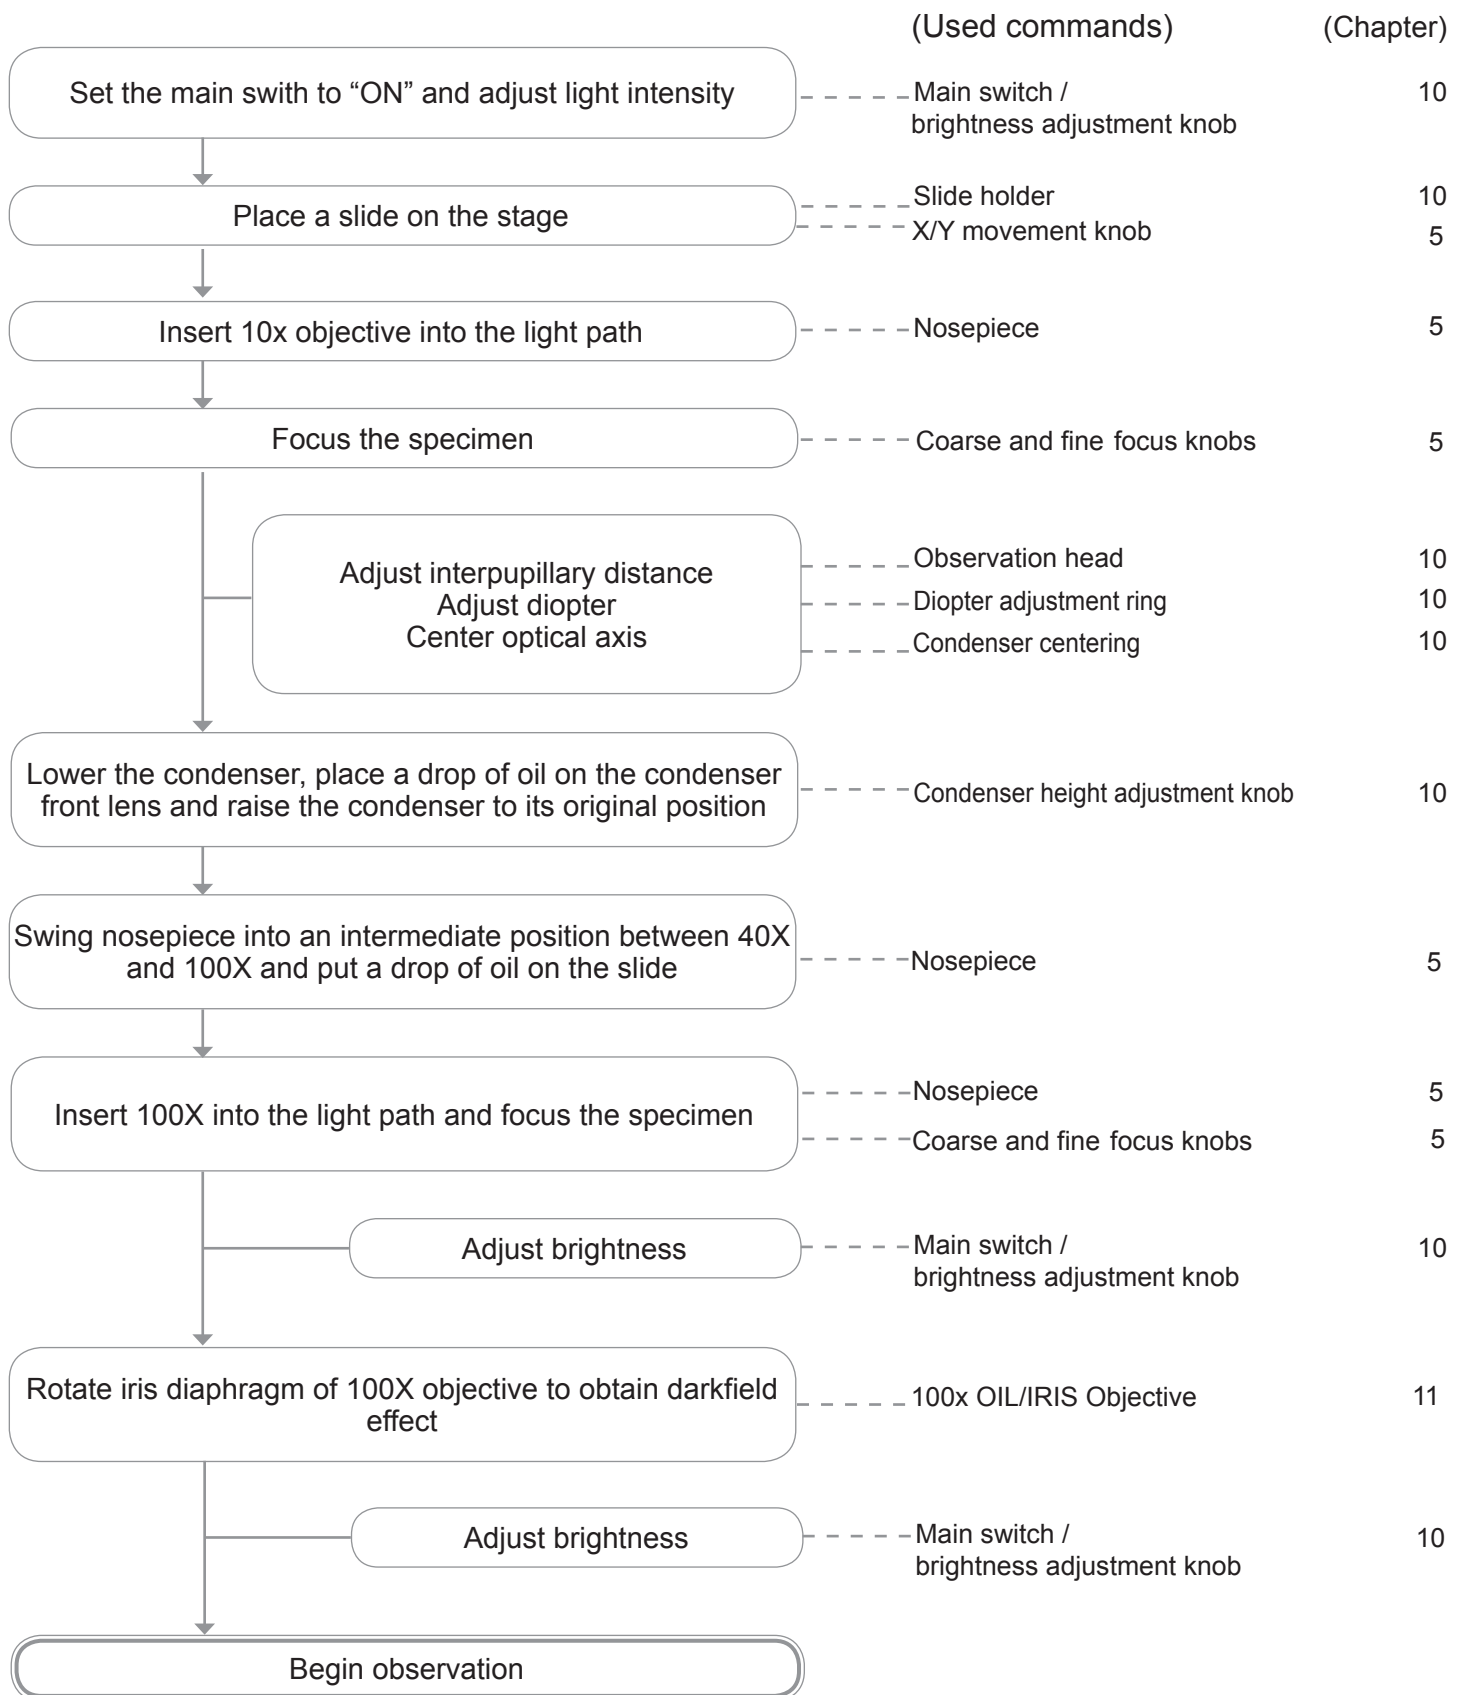 (Used commands) (Chapter)
Set the main swith to “ON” and adjust light intensity
Main switch /
brightness adjustment knob
10
Place a slide on the stage
Slide holder 10
X/Y movement knob 5
Insert 10x objective into the light path
Nosepiece 5
Focus the specimen
Coarse and fine focus knobs 5
Adjust interpupillary distance
Adjust diopter
Center optical axis
Observation head 10
Diopter adjustment ring 10
Condenser centering 10
Lower the condenser, place a drop of oil on the condenser
front lens and raise the condenser to its original position
Condenser height adjustment knob 10
Swing nosepiece into an intermediate position between 40X
and 100X and put a drop of oil on the slide
Nosepiece 5
Insert 100X into the light path and focus the specimen
Nosepiece 5
Coarse and fine focus knobs 5
Adjust brightness
Main switch /
brightness adjustment knob
10
Rotate iris diaphragm of 100X objective to obtain darkfield
effect
100x OIL/IRIS Objective 11
Adjust brightness
Main switch /
brightness adjustment knob
10
Begin observation